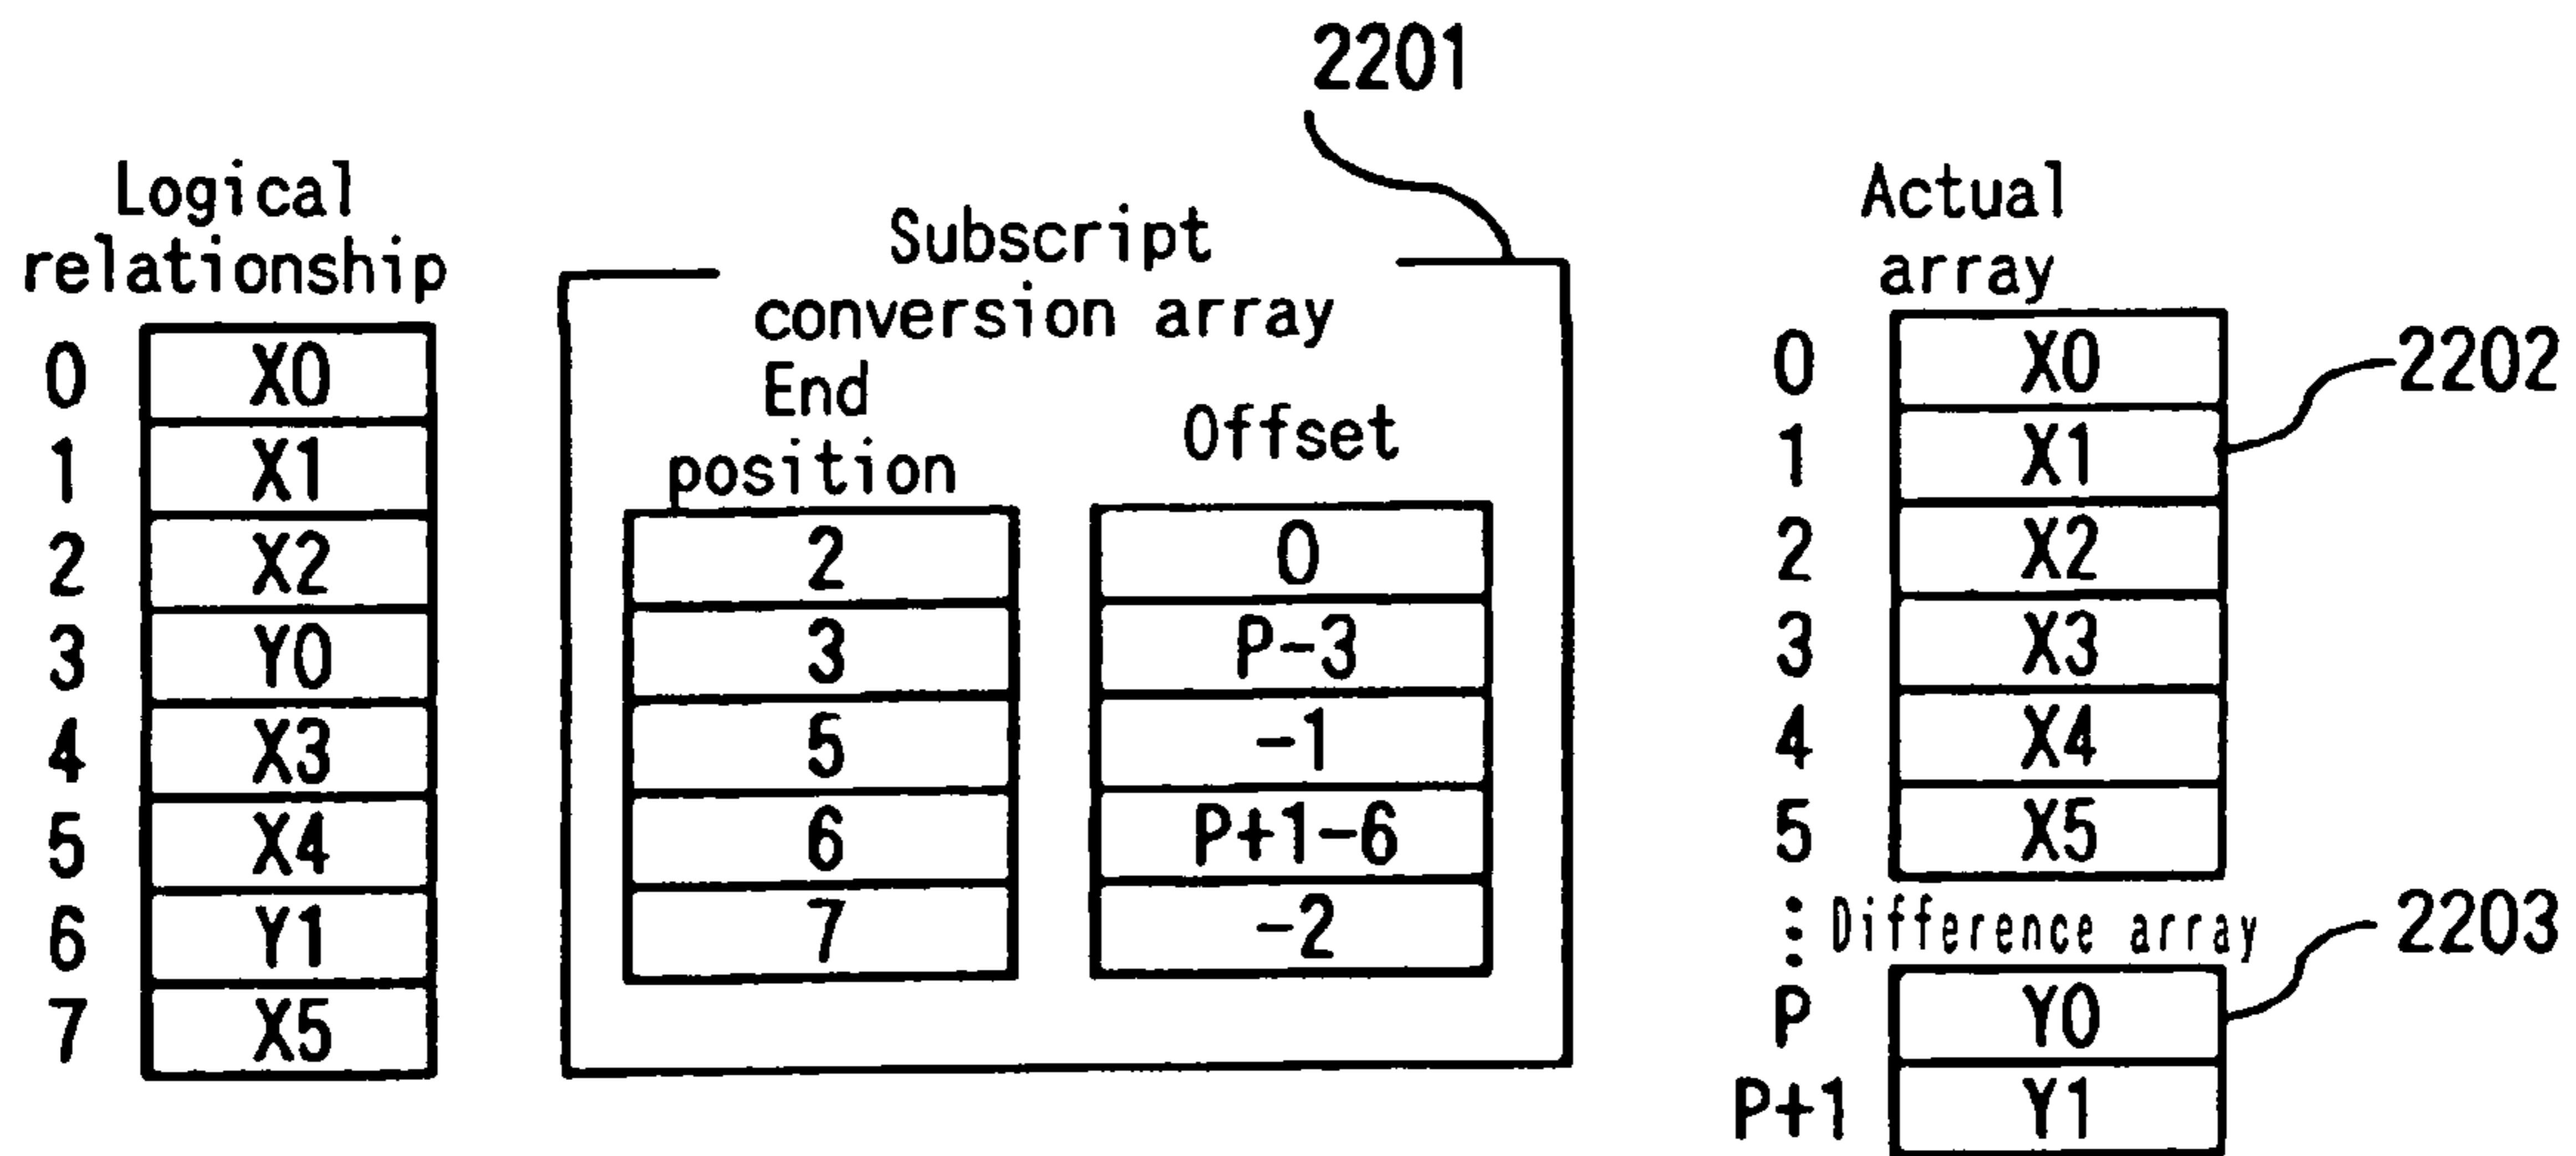 2201
Logical
relationship
0 X0
1 X1
2 X2
3 Y0
4 X3
5 X4
6 Y1
7 X5
Subscript
conversion array
End
position
Offset
2 0
3 P-3
5 -1
6 P+1-6
7 -2
Actual
array
0 X0
2202
1 X1
2 X2
3 X3
4 X4
5 X5
⋮ Difference array
2203
P Y0
P+1 Y1